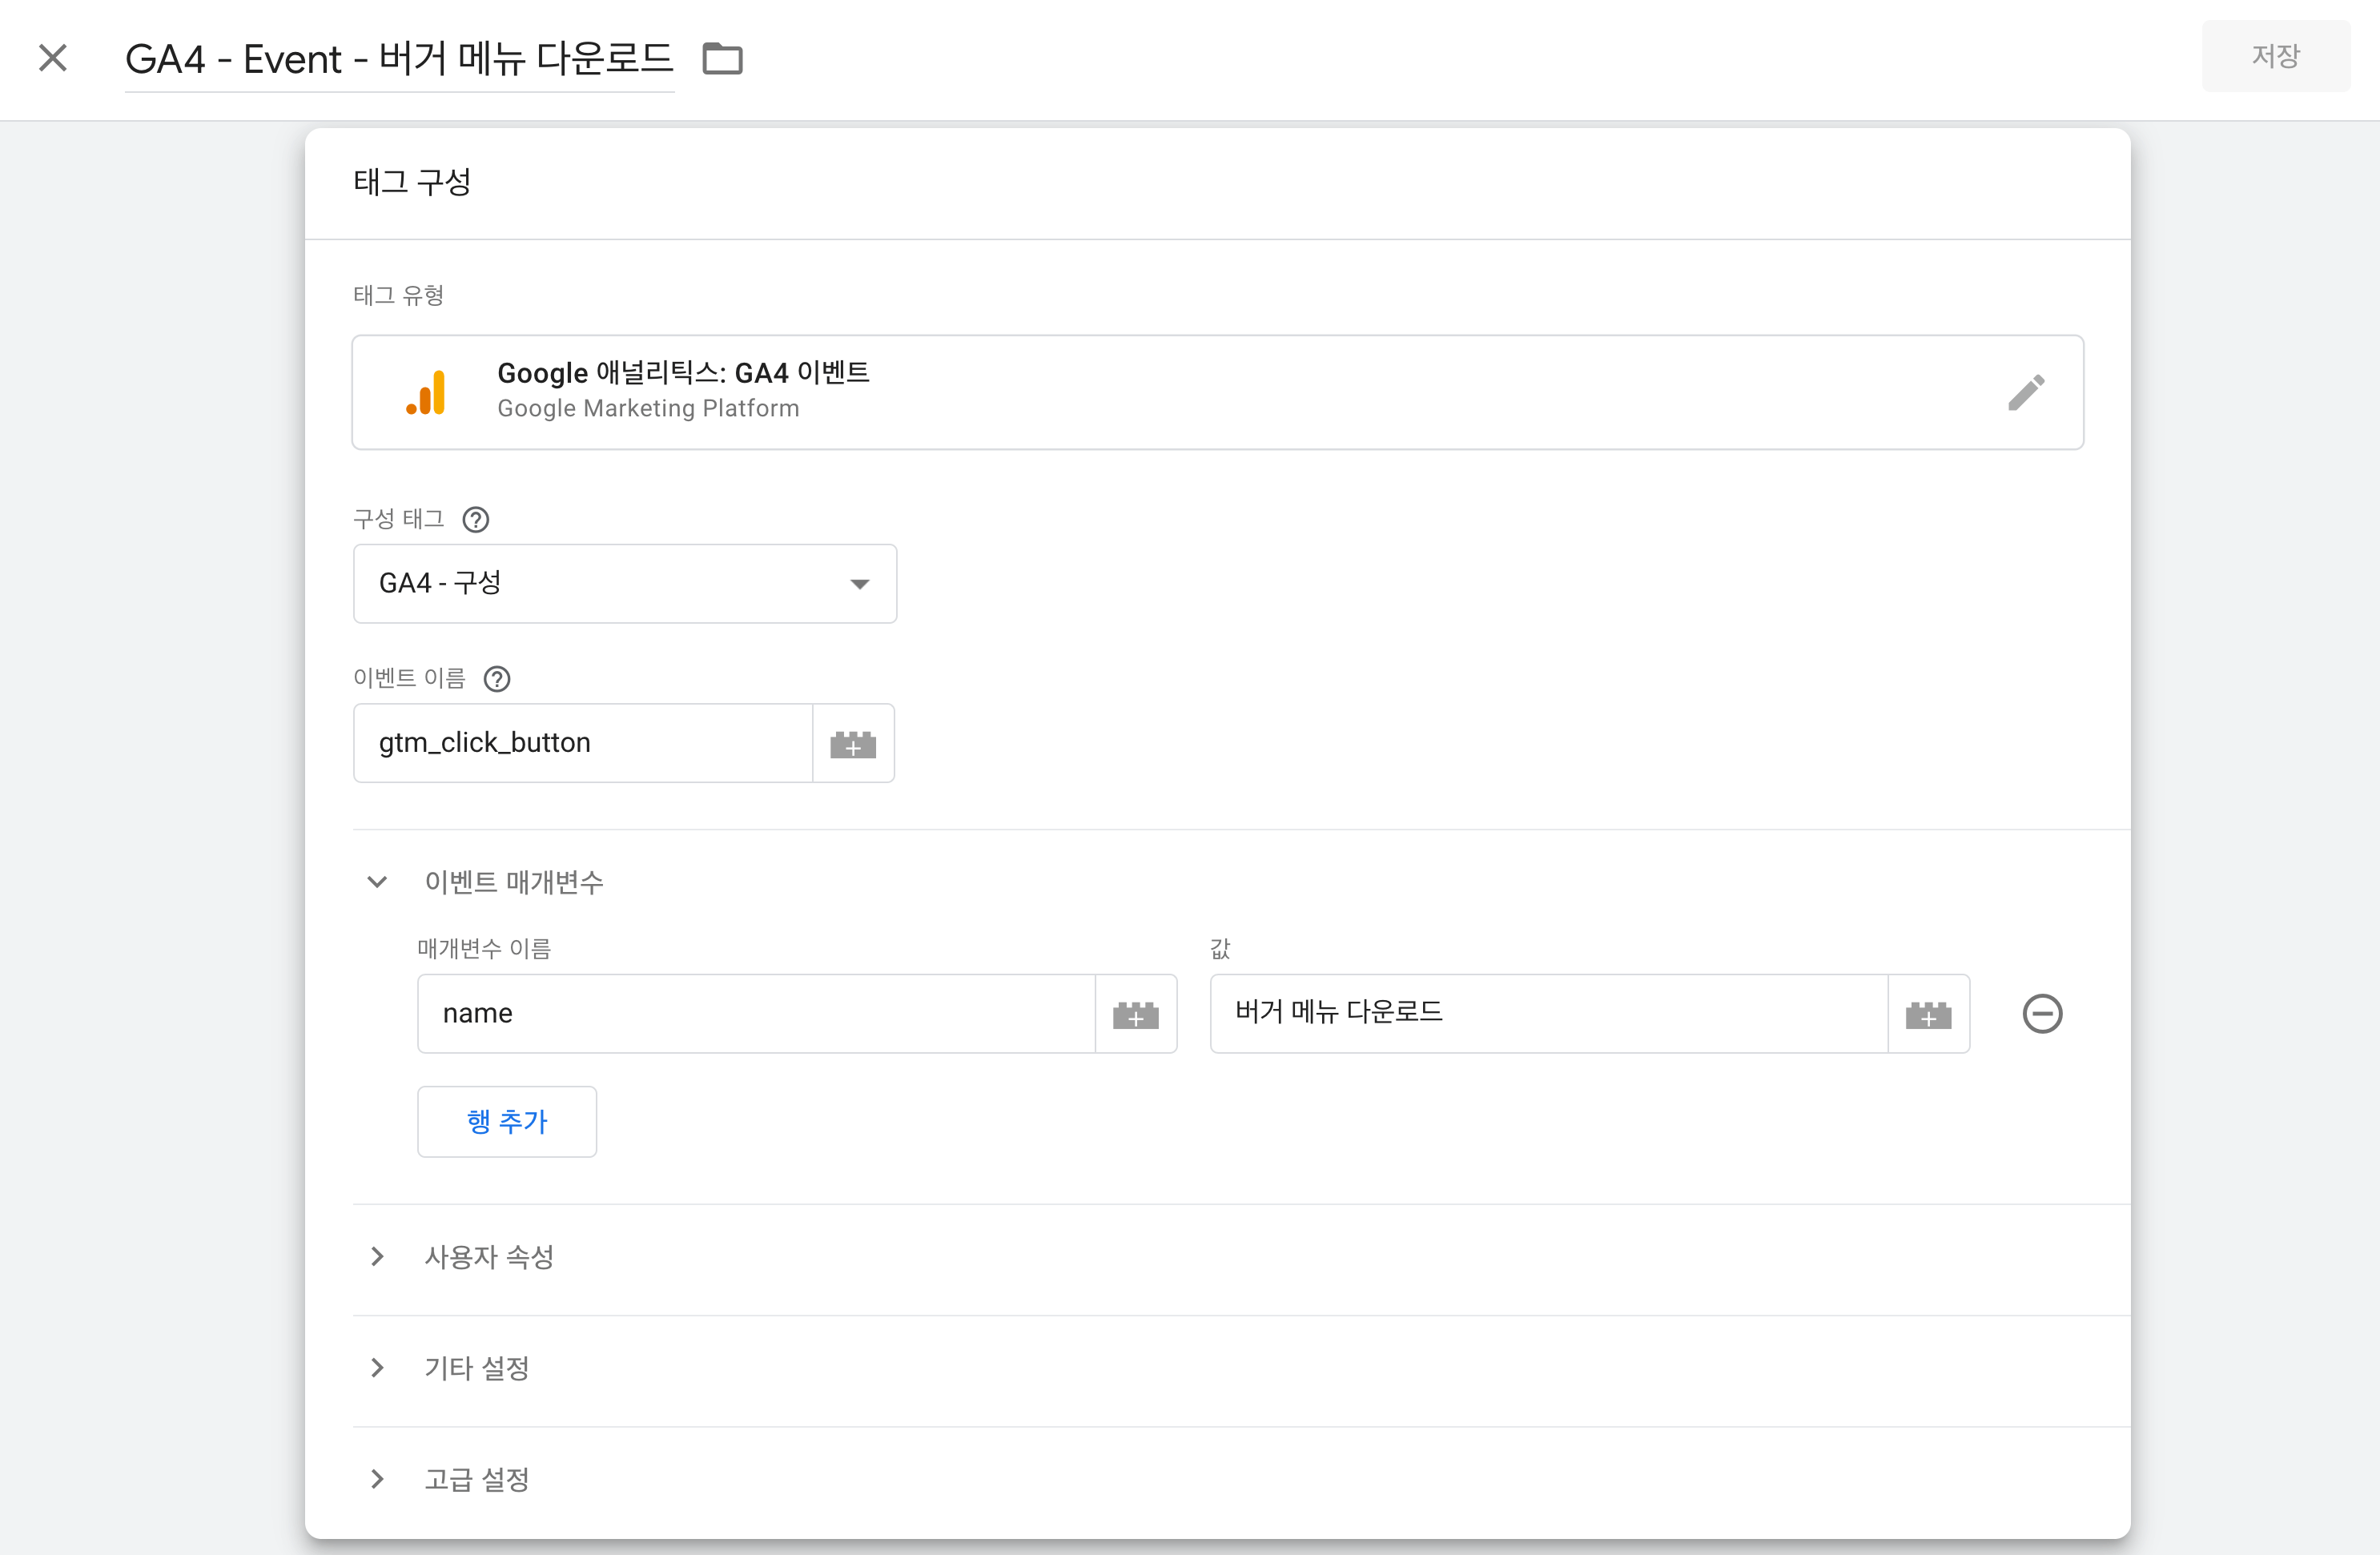 GA4 - Event - 버거 메뉴 다운로드
저장
태그 구성
태그 유형
Google 애널리틱스: GA4 이벤트
Google Marketing Platform
구성 태그
GA4 - 구성
이벤트 이름
gtm_click_button
이벤트 매개변수
매개변수 이름 값
name 버거 메뉴 다운로드
행 추가
사용자 속성
기타 설정
고급 설정